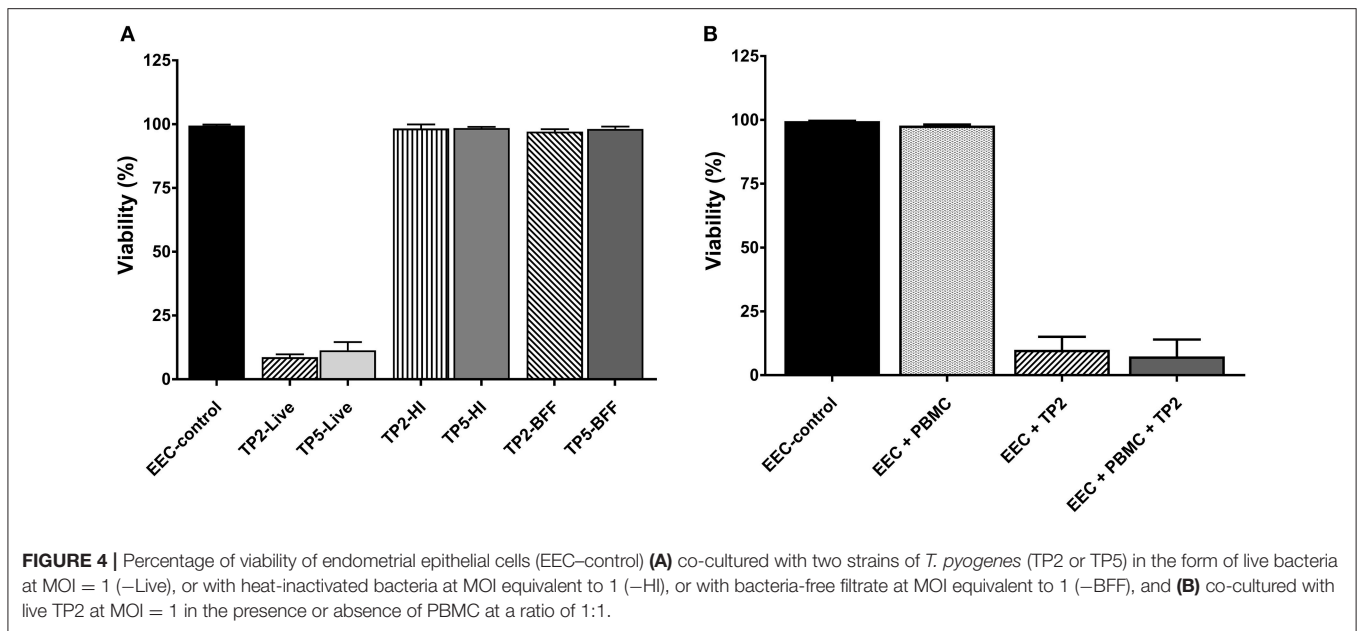 A
125
100
75
50
25
0
Viability (%)
EEC-control
TP2-Live
TP5-Live
TP2-HI
TP5-HI
TP2-BFF
TP5-BFF
B
125
100
75
50
25
0
Viability (%)
EEC-control
EEC + PBMC
EEC + TP2
EEC + PBMC + TP2
FIGURE 4 | Percentage of viability of endometrial epithelial cells (EEC–control) (A) co-cultured with two strains of T. pyogenes (TP2 or TP5) in the form of live bacteria
at MOI = 1 (–Live), or with heat-inactivated bacteria at MOI equivalent to 1 (–HI), or with bacteria-free filtrate at MOI equivalent to 1 (–BFF), and (B) co-cultured with
live TP2 at MOI = 1 in the presence or absence of PBMC at a ratio of 1:1.